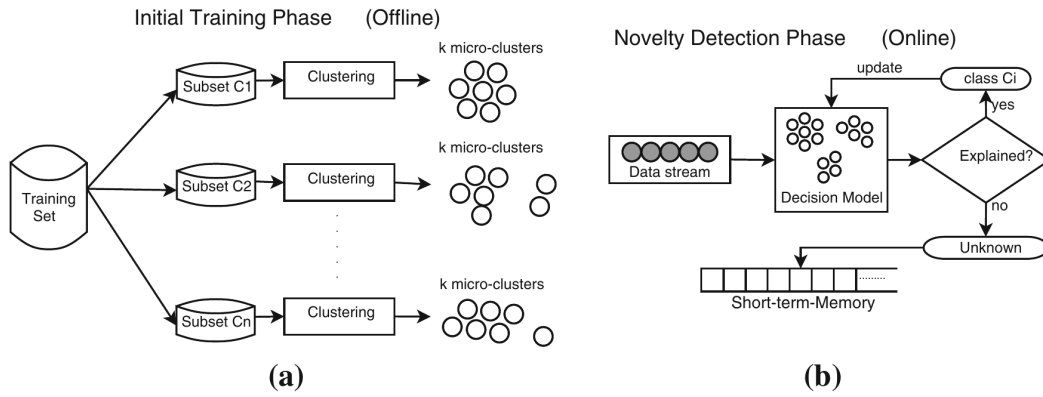 Initial Training Phase (Offline)
k micro-clusters
Subset C1
Clustering
k micro-clusters
Training
Set
Subset C2
Clustering
k micro-clusters
Subset Cn
Clustering
(a)
Novelty Detection Phase (Online)
update
class Ci
yes
Data stream
Decision Model
Explained?
no
Unknown
Short-term-Memory
(b)